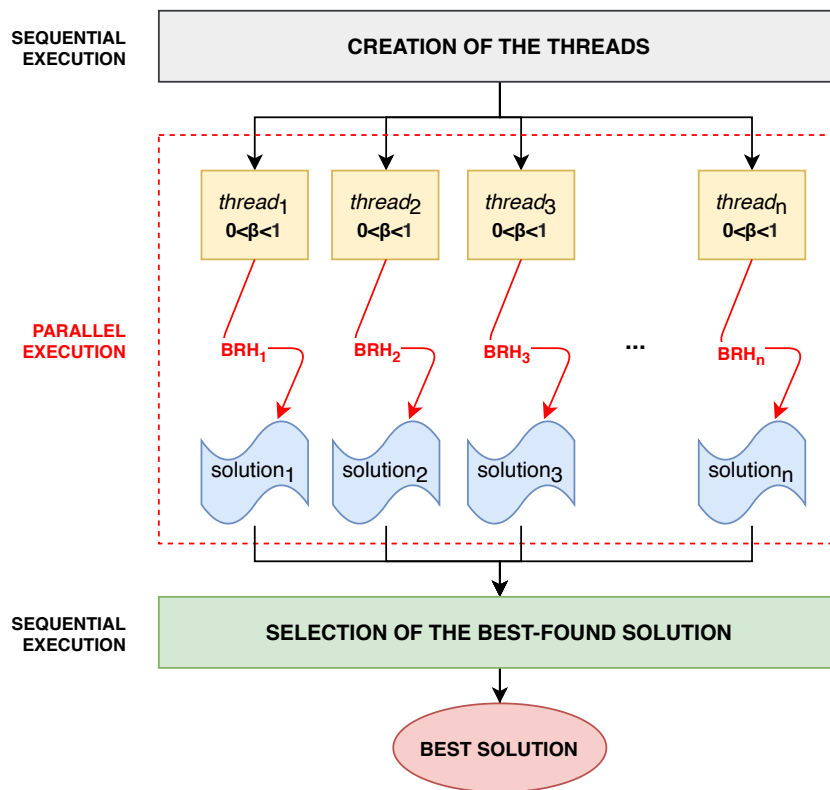 SEQUENTIAL
EXECUTION
CREATION OF THE THREADS
thread1
0<β<1
thread2
0<β<1
thread3
0<β<1
threadn
0<β<1
PARALLEL
EXECUTION
BRH1
BRH2
BRH3
...
BRHn
solution1
solution2
solution3
solutionn
SEQUENTIAL
EXECUTION
SELECTION OF THE BEST-FOUND SOLUTION
BEST SOLUTION